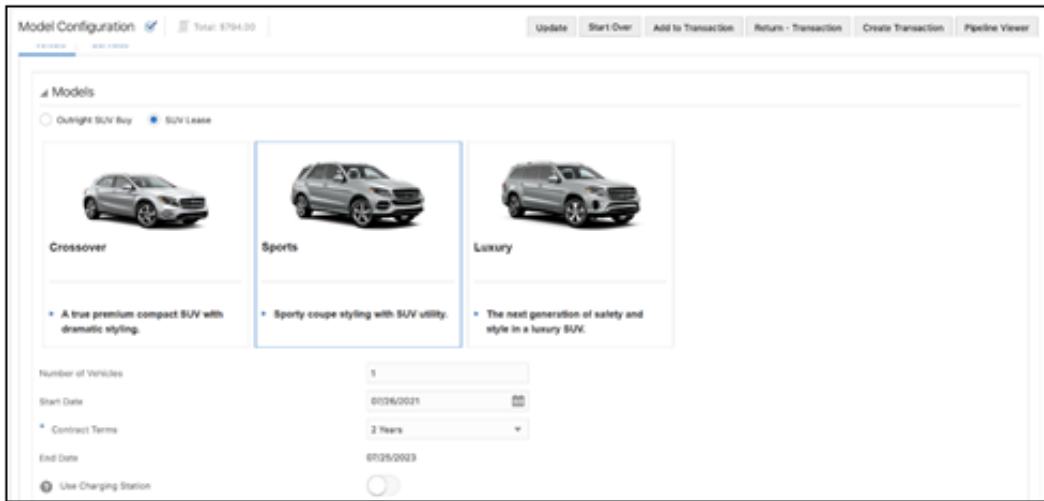 Model Configuration
Total: $794.00
Update
Start Over
Add to Transaction
Return - Transaction
Create Transaction
Pipeline Viewer
Models
Outright SUV Buy
SUV Lease
Crossover
Sports
Luxury
A true premium compact SUV with
dramatic styling.
Sporty coupe styling with SUV utility.
The next generation of safety and
style in a luxury SUV.
Number of Vehicles
1
Start Date
07/26/2021
* Contract Terms
2 Years
End Date
07/25/2023
Use Charging Station